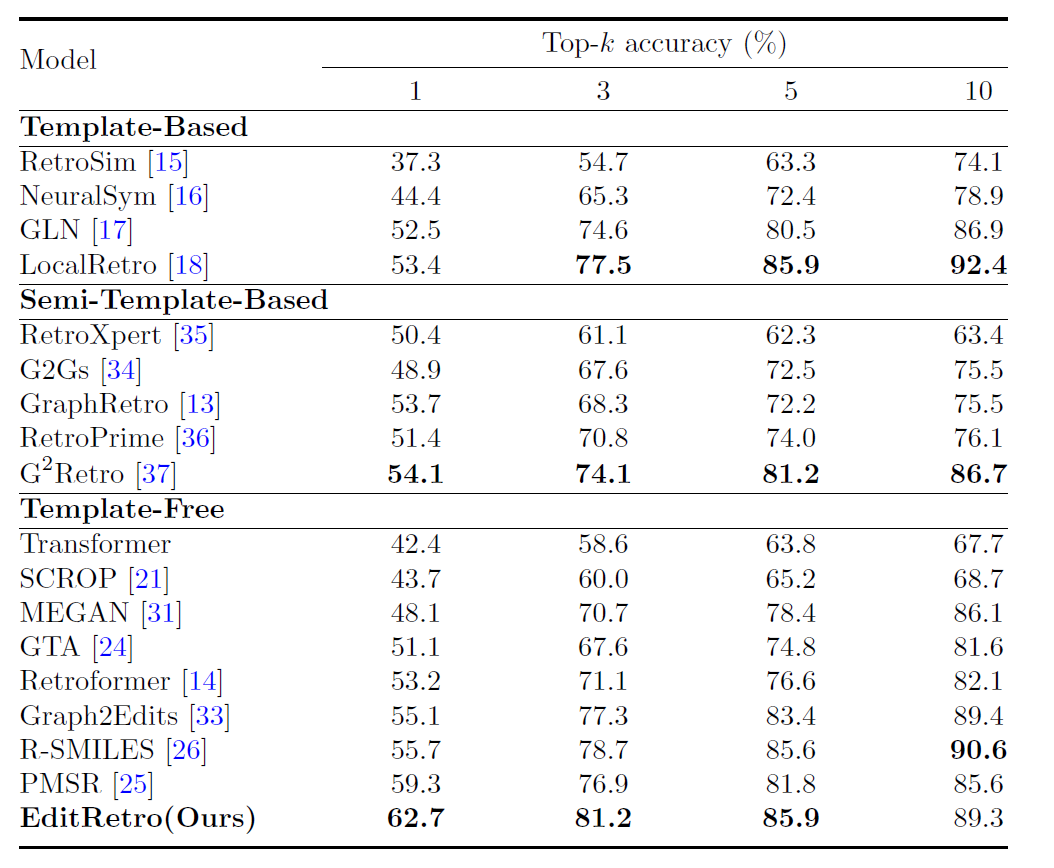 Top-k accuracy (%)
Model
1 3 5 10
Template-Based
RetroSim [15] 37.3 54.7 63.3 74.1
NeuralSym [16] 44.4 65.3 72.4 78.9
GLN [17] 52.5 74.6 80.5 86.9
LocalRetro [18] 53.4 77.5 85.9 92.4
Semi-Template-Based
RetroXpert [35] 50.4 61.1 62.3 63.4
G2Gs [34] 48.9 67.6 72.5 75.5
GraphRetro [13] 53.7 68.3 72.2 75.5
RetroPrime [36] 51.4 70.8 74.0 76.1
G²Retro [37] 54.1 74.1 81.2 86.7
Template-Free
Transformer 42.4 58.6 63.8 67.7
SCROP [21] 43.7 60.0 65.2 68.7
MEGAN [31] 48.1 70.7 78.4 86.1
GTA [24] 51.1 67.6 74.8 81.6
Retroformer [14] 53.2 71.1 76.6 82.1
Graph2Edits [33] 55.1 77.3 83.4 89.4
R-SMILES [26] 55.7 78.7 85.6 90.6
PMSR [25] 59.3 76.9 81.8 85.6
EditRetro(Ours) 62.7 81.2 85.9 89.3